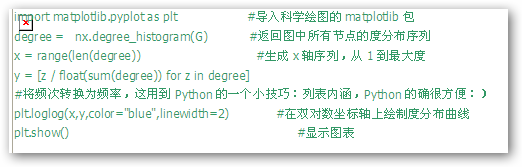 import matplotlib.pyplot as plt #导入科学绘图的 matplotlib 包
degree = nx.degree_histogram(G) #返回图中所有节点的度分布序列
x = range(len(degree)) #生成 x 轴序列，从 1 到最大度
y = [z / float(sum(degree)) for z in degree]
#将频次转换为频率，这用到 Python 的一个小技巧：列表内涵，Python 的确很方便：）
plt.loglog(x,y,color="blue",linewidth=2) #在双对数坐标轴上绘制度分布曲线
plt.show() #显示图表